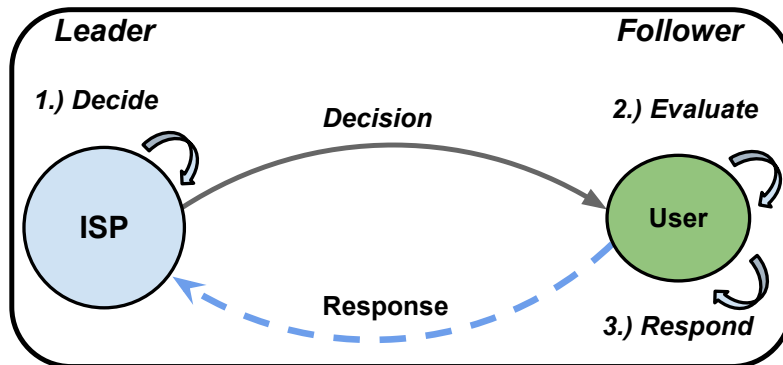 Leader
Follower
1.) Decide
Decision
2.) Evaluate
ISP
User
Response
3.) Respond